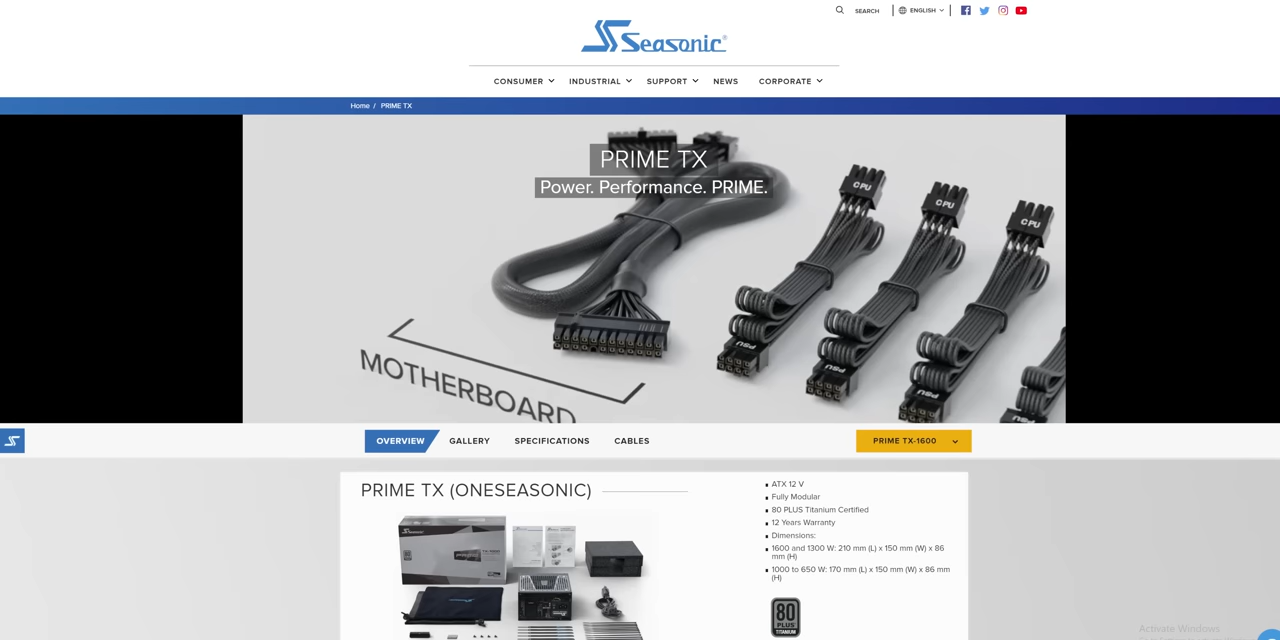 SEARCH
ENGLISH
Seasonic®
CONSUMER INDUSTRIAL SUPPORT NEWS CORPORATE
Home / PRIME TX
PRIME TX
Power. Performance. PRIME.
CPU
CPU
CPU
PSU
PSU
PSU
PSU
MOTHERBOARD
OVERVIEW GALLERY SPECIFICATIONS CABLES
PRIME TX-1600
PRIME TX (ONESEASONIC)
ATX 12 V
Fully Modular
80 PLUS Titanium Certified
12 Years Warranty
Dimensions:
1600 and 1300 W: 210 mm (L) x 150 mm (W) x 86
mm (H)
1000 to 650 W: 170 mm (L) x 150 mm (W) x 86 mm
(H)
80
PLUS
TITANIUM
Activate Windows